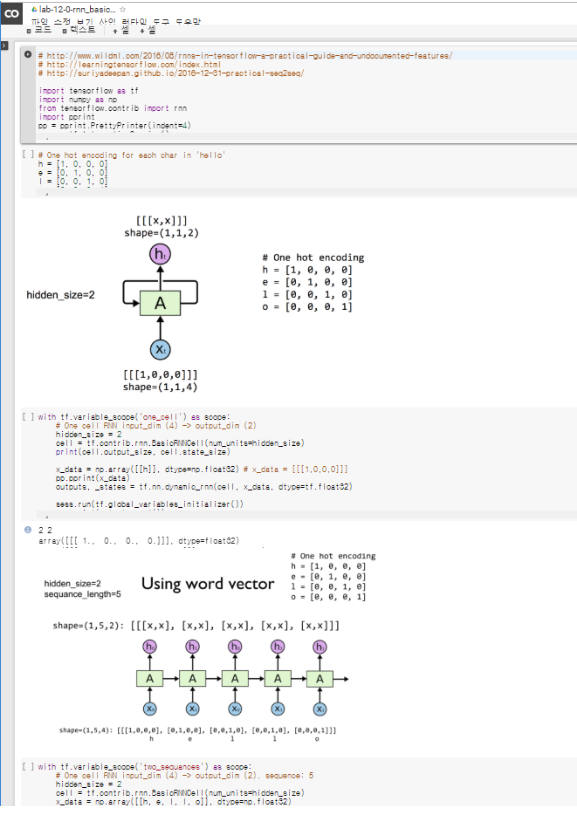 CO
lab-12-0-rnn_basic...
파일 수정 보기 삽입 런타임 도구 도움말
코드 텍스트 셀 셀
# http://www.wildml.com/2016/08/rnns-in-tensorflow-a-practical-guide-and-undocumented-features/
# http://learningtensorflow.com/index.html
# http://suriyadeepan.github.io/2016-12-31-practical-seq2seq/
import tensorflow as tf
import numpy as np
from tensorflow.contrib import rnn
import pprint
pp = pprint.PrettyPrinter(indent=4)
[ ] # One hot encoding for each char in 'hello'
h = [1, 0, 0, 0]
e = [0, 1, 0, 0]
l = [0, 0, 1, 0]
[[[x,x]]]
shape=(1,1,2)
hₜ
# One hot encoding
h = [1, 0, 0, 0]
e = [0, 1, 0, 0]
l = [0, 0, 1, 0]
o = [0, 0, 0, 1]
hidden_size=2
A
Xₜ
[[[1,0,0,0]]]
shape=(1,1,4)
[ ] with tf.variable_scope('one_cell') as scope:
# One cell RNN input_dim (4) -> output_dim (2)
hidden_size = 2
cell = tf.contrib.rnn.BasicRNNCell(num_units=hidden_size)
print(cell.output_size, cell.state_size)
x_data = np.array([[h]], dtype=np.float32) # x_data = [[[1,0,0,0]]]
pp.pprint(x_data)
outputs, _states = tf.nn.dynamic_rnn(cell, x_data, dtype=tf.float32)
sess.run(tf.global_variables_initializer())
2 2
array([[[ 1., 0., 0., 0.]]], dtype=float32)
# One hot encoding
h = [1, 0, 0, 0]
e = [0, 1, 0, 0]
l = [0, 0, 1, 0]
o = [0, 0, 0, 1]
hidden_size=2
sequance_length=5
Using word vector
shape=(1,5,2): [[[x,x], [x,x], [x,x], [x,x], [x,x]]]
A A A A A
shape=(1,5,4): [[[1,0,0,0], [0,1,0,0], [0,0,1,0], [0,0,1,0], [0,0,0,1]]]
h e l l o
[ ] with tf.variable_scope('two_sequances') as scope:
# One cell RNN input_dim (4) -> output_dim (2). sequence: 5
hidden_size = 2
cell = tf.contrib.rnn.BasicRNNCell(num_units=hidden_size)
x_data = np.array([[h, e, l, l, o]], dtype=np.float32)